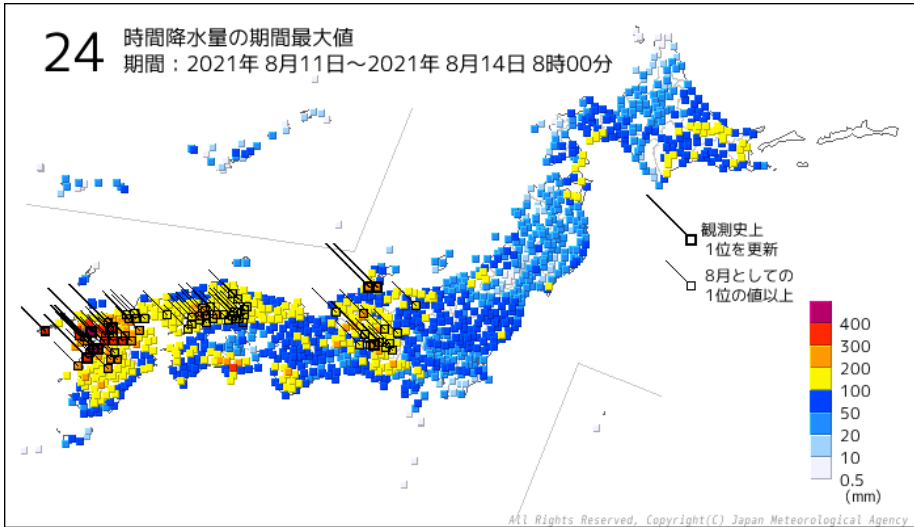 24 時間降水量の期間最大値
期間：2021年 8月11日～2021年 8月14日 8時00分
観測史上
1位を更新
8月としての
1位の値以上
400
300
200
100
50
20
10
0.5
(mm)
All Rights Reserved, Copyright(C) Japan Meteorological Agency